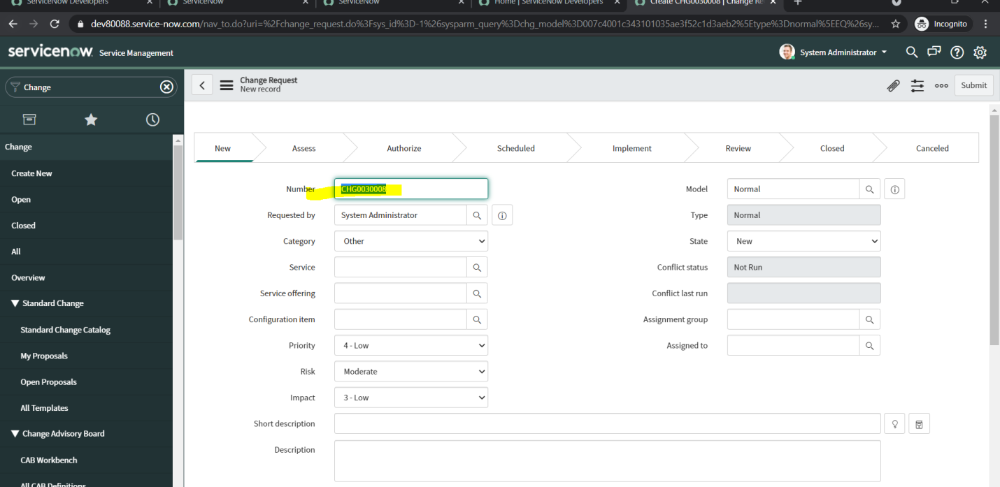 ServiceNow Developers
ServiceNow
ServiceNow
Home | ServiceNow Developers
Create CHG0030008 | Change Re
dev80088.service-now.com/nav_to.do?uri=%2Fchange_request.do%3Fsys_id%3D-1%26sysparm_query%3Dchg_model%3D007c4001c343101035ae3f52c1d3aeb2%5Etype%3Dnormal%5EEQ%26sy...
Incognito
servicenow Service Management
System Administrator
Change
Change Request
New record
Submit
Change
Create New
Open
Closed
All
Overview
Standard Change
Standard Change Catalog
My Proposals
Open Proposals
All Templates
Change Advisory Board
CAB Workbench
All CAB Definitions
New
Assess
Authorize
Scheduled
Implement
Review
Closed
Canceled
Number CHG0030008
Requested by System Administrator
Category Other
Service
Service offering
Configuration item
Priority 4 - Low
Risk Moderate
Impact 3 - Low
Short description
Description
Model Normal
Type Normal
State New
Conflict status Not Run
Conflict last run
Assignment group
Assigned to